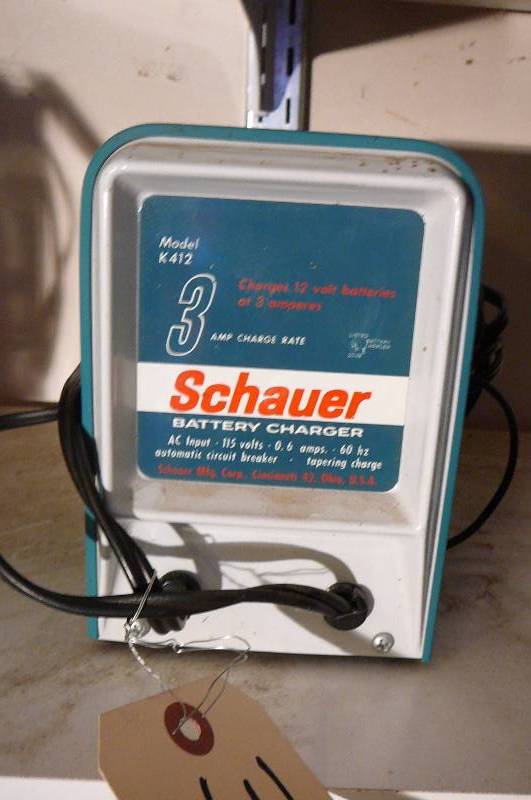 Model
K412
Charges 12 volt batteries
at 3 amperes
3
AMP CHARGE RATE
Schauer
BATTERY CHARGER
AC Input · 115 volts · 0.6 amps. · 60 hz
automatic circuit breaker · tapering charge
Schauer Mfg. Corp., Cincinnati 42, Ohio, U.S.A.